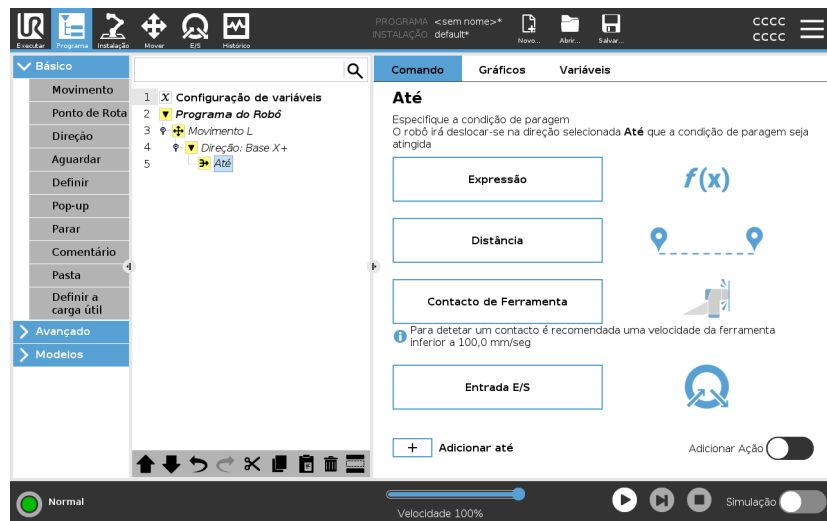 PROGRAMA <sem nome>*
INSTALAÇÃO default*
Executar Programa Instalação Mover E/S Histórico
Novo... Abrir... Salvar...
CCCC
CCCC
Básico
Movimento
Ponto de Rota
Direção
Aguardar
Definir
Pop-up
Parar
Comentário
Pasta
Definir a
carga útil
Avançado
Modelos
1 X Configuração de variáveis
2 Programa do Robô
3 Movimento L
4 Direção: Base X+
5 Até
Comando Gráficos Variáveis
Até
Especifique a condição de paragem
O robô irá deslocar-se na direção selecionada Até que a condição de paragem seja
atingida
Expressão
f(x)
Distância
Contacto de Ferramenta
Para detetar um contacto é recomendada uma velocidade da ferramenta
inferior a 100,0 mm/seg
Entrada E/S
+ Adicionar até
Adicionar Ação
Normal
Velocidade 100%
Simulação